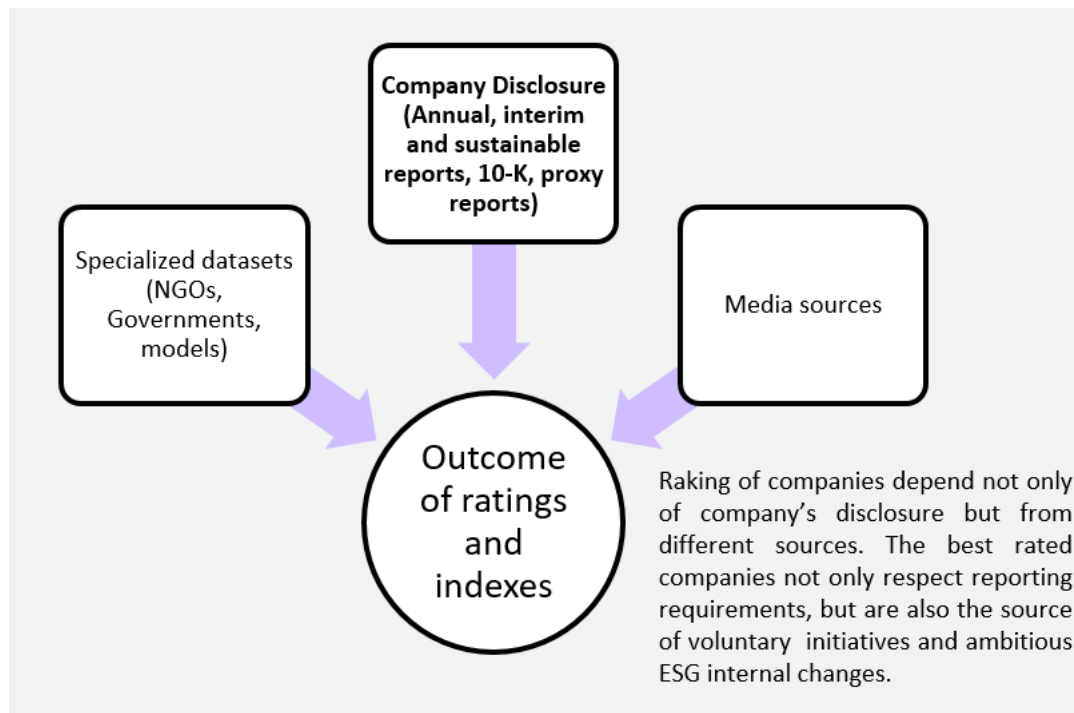 Company Disclosure
(Annual, interim
and sustainable
reports, 10-K, proxy
reports)
Specialized datasets
(NGOs,
Governments,
models)
Media sources
Outcome
of ratings
and
indexes
Raking of companies depend not only
of company's disclosure but from
different sources. The best rated
companies not only respect reporting
requirements, but are also the source
of voluntary initiatives and ambitious
ESG internal changes.